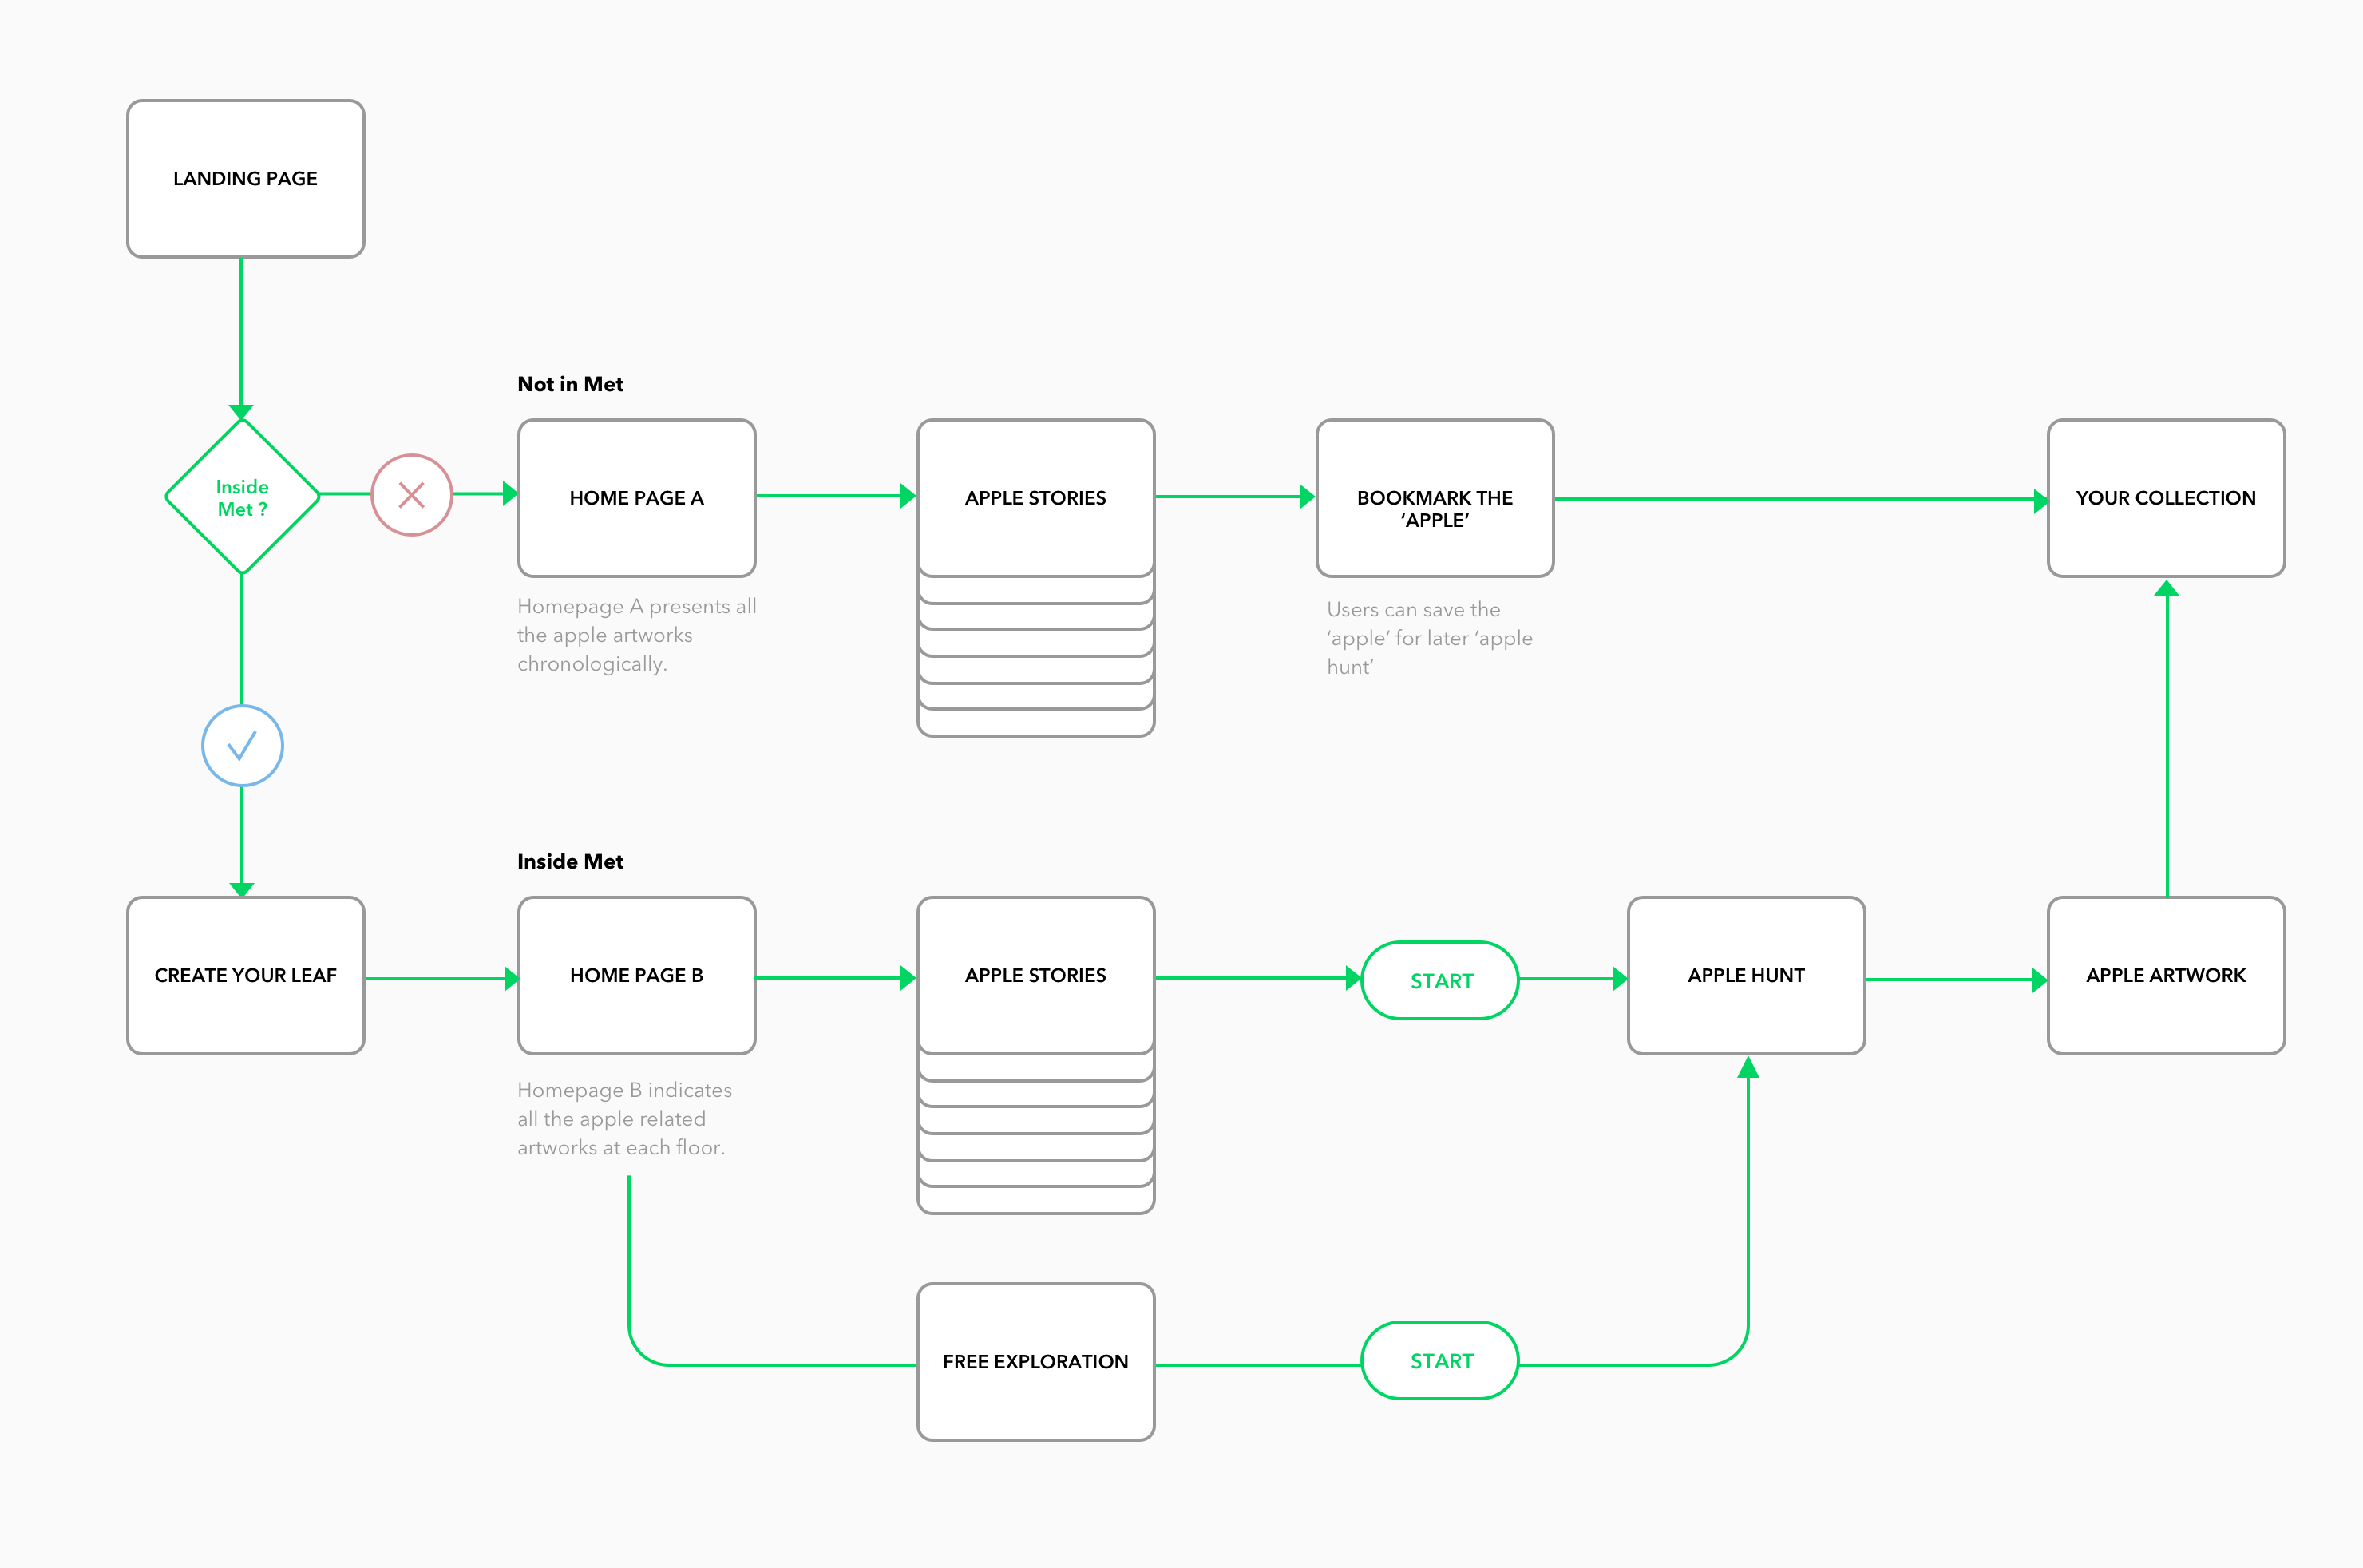 LANDING PAGE
Not in Met
Inside
Met ?
HOME PAGE A
APPLE STORIES
BOOKMARK THE
‘APPLE’
YOUR COLLECTION
Homepage A presents all
the apple artworks
chronologically.
Users can save the
‘apple’ for later ‘apple
hunt’
Inside Met
CREATE YOUR LEAF
HOME PAGE B
APPLE STORIES
START
APPLE HUNT
APPLE ARTWORK
Homepage B indicates
all the apple related
artworks at each floor.
FREE EXPLORATION
START